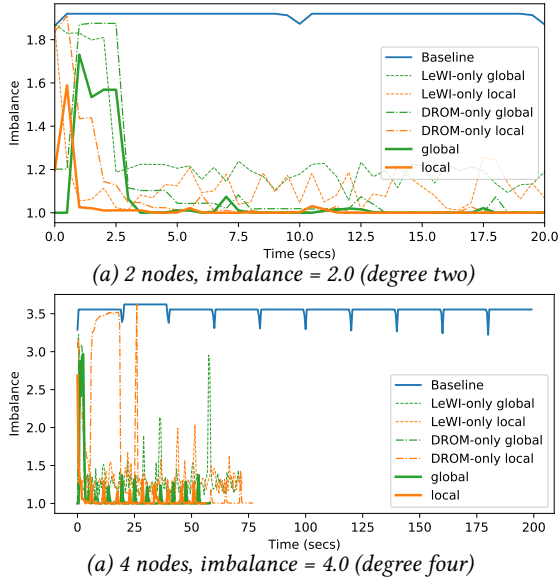 1.8
1.6
1.4
1.2
1.0
Imbalance
Baseline
LeWI-only global
LeWI-only local
DROM-only global
DROM-only local
global
local
0.0 2.5 5.0 7.5 10.0 12.5 15.0 17.5 20.0
Time (secs)
(a) 2 nodes, imbalance = 2.0 (degree two)
3.5
3.0
2.5
2.0
1.5
1.0
Imbalance
Baseline
LeWI-only global
LeWI-only local
DROM-only global
DROM-only local
global
local
0 25 50 75 100 125 150 175 200
Time (secs)
(a) 4 nodes, imbalance = 4.0 (degree four)